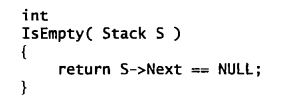 int
IsEmpty( Stack S )
{
    return S->Next == NULL;
}